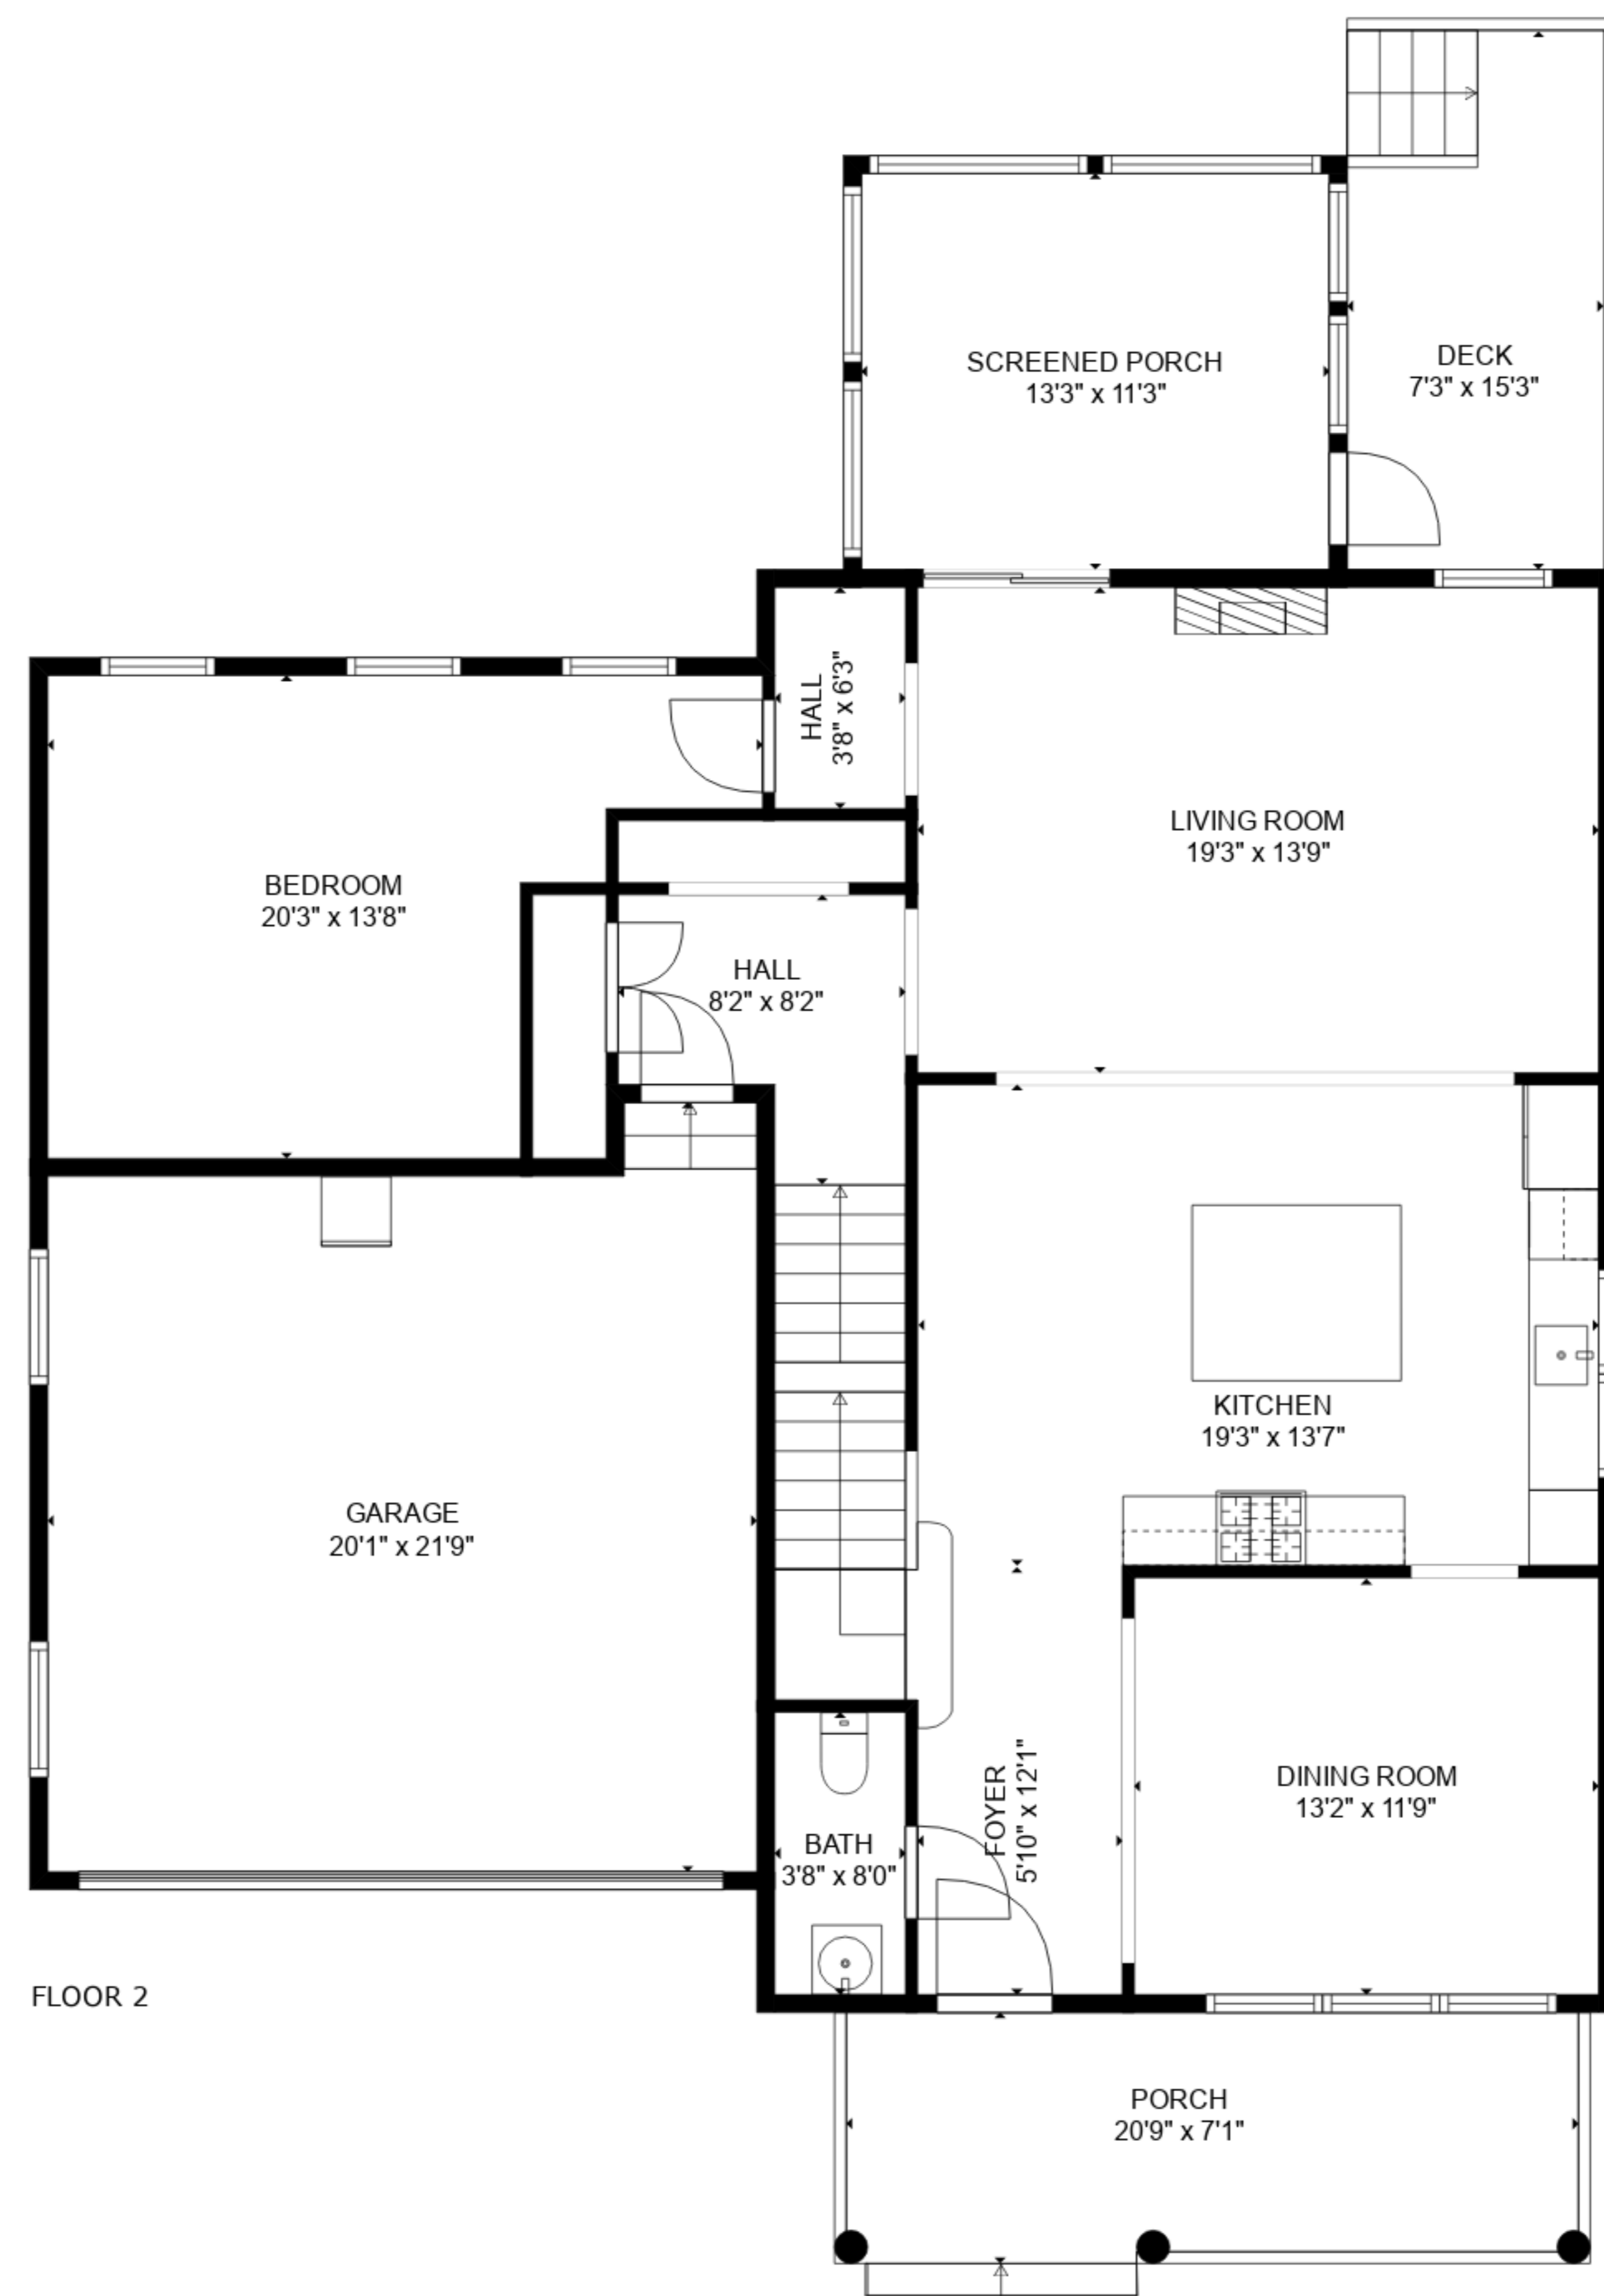 SCREENED PORCH
13'3" x 11'3"
DECK
7'3" x 15'3"
HALL
3'8" x 6'3"
LIVING ROOM
19'3" x 13'9"
BEDROOM
20'3" x 13'8"
HALL
8'2" x 8'2"
KITCHEN
19'3" x 13'7"
GARAGE
20'1" x 21'9"
FOYER
5'10" x 12'1"
DINING ROOM
13'2" x 11'9"
BATH
3'8" x 8'0"
FLOOR 2
PORCH
20'9" x 7'1"